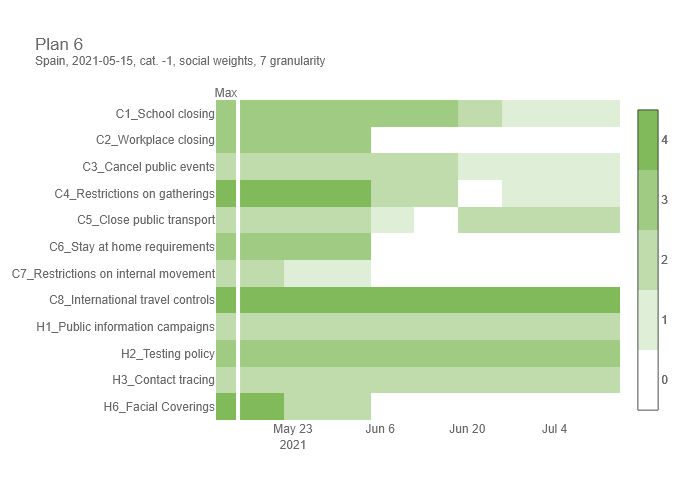 Plan 6
Spain, 2021-05-15, cat. -1, social weights, 7 granularity
Max
C1_School closing
C2_Workplace closing
C3_Cancel public events
C4_Restrictions on gatherings
C5_Close public transport
C6_Stay at home requirements
C7_Restrictions on internal movement
C8_International travel controls
H1_Public information campaigns
H2_Testing policy
H3_Contact tracing
H6_Facial Coverings
May 23 Jun 6 Jun 20 Jul 4
2021
4
3
2
1
0